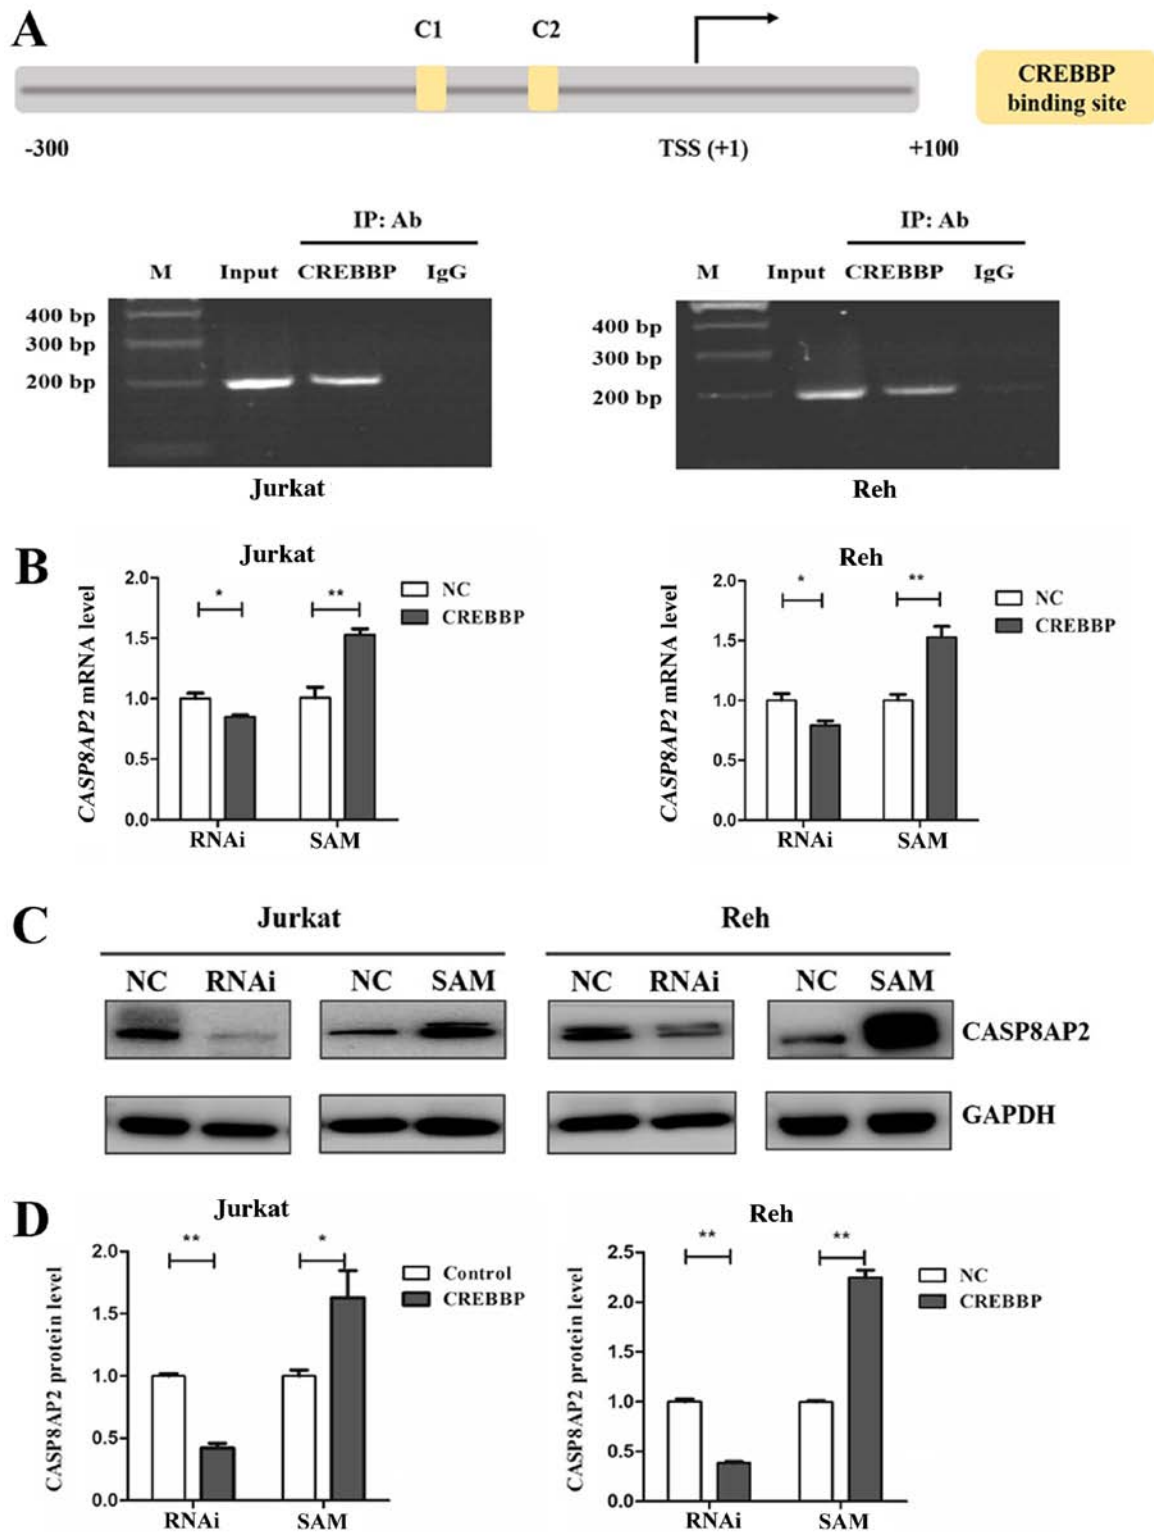 A
C1 C2
CREBBP
binding site
-300 TSS (+1) +100
IP: Ab IP: Ab
M Input CREBBP IgG M Input CREBBP IgG
400 bp
300 bp
200 bp
400 bp
300 bp
200 bp
Jurkat Reh
B
Jurkat
CASP8AP2 mRNA level
2.0
1.5
1.0
0.5
0.0
* **
NC
CREBBP
RNAi SAM
Reh
CASP8AP2 mRNA level
2.0
1.5
1.0
0.5
0.0
* **
NC
CREBBP
RNAi SAM
C
Jurkat Reh
NC RNAi NC SAM NC RNAi NC SAM
CASP8AP2
GAPDH
D
Jurkat
CASP8AP2 protein level
2.0
1.5
1.0
0.5
0.0
** *
Control
CREBBP
RNAi SAM
Reh
CASP8AP2 protein level
2.5
2.0
1.5
1.0
0.5
0.0
** **
NC
CREBBP
RNAi SAM